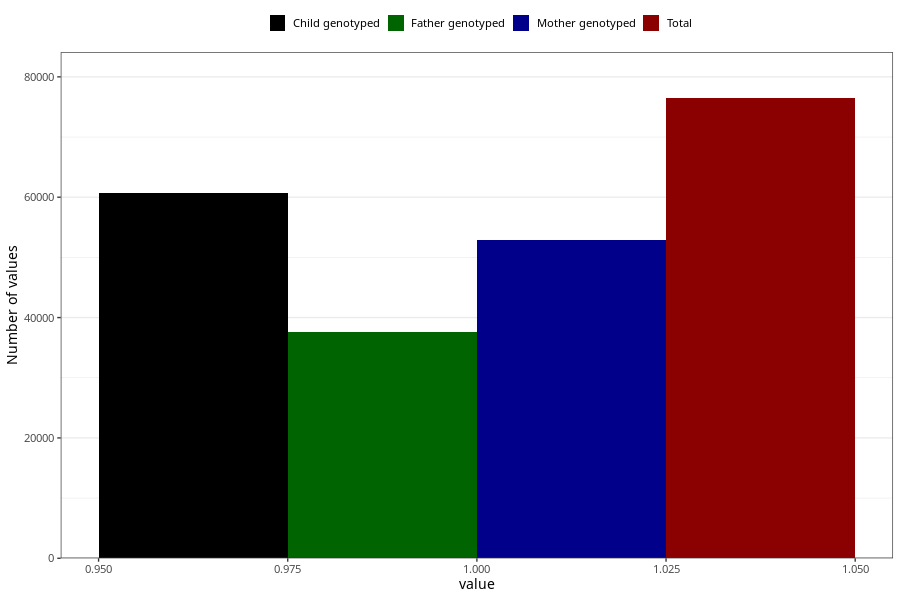 Child genotyped Father genotyped Mother genotyped Total
80000
60000
40000
20000
0
Number of values
0.950 0.975 1.000 1.025 1.050
value